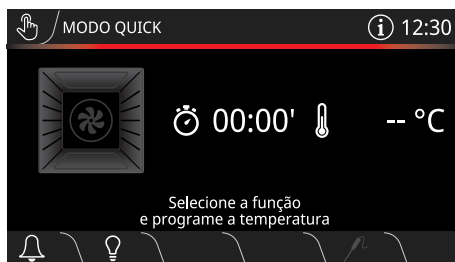 MODO QUICK
12:30
00:00' -- °C
Selecione a função
e programe a temperatura